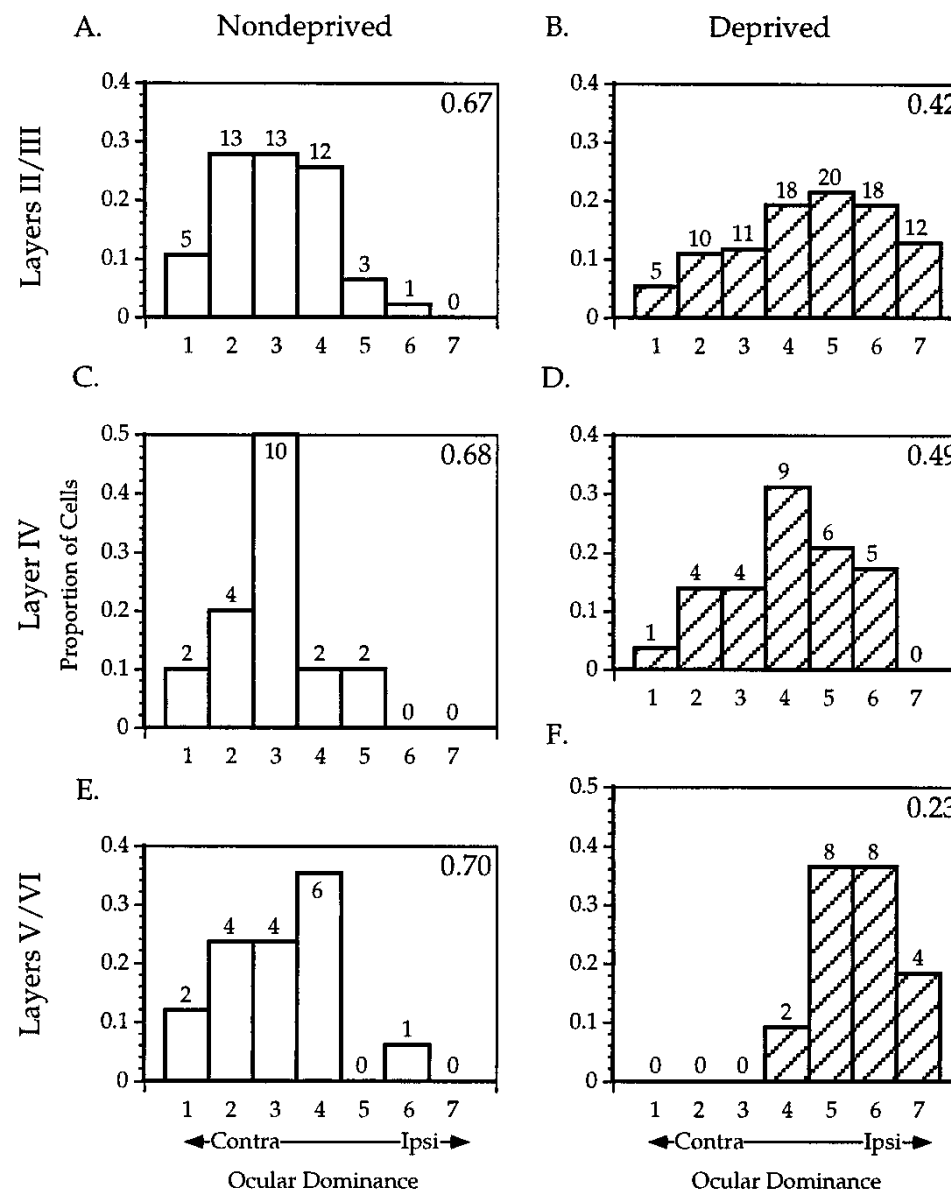 A. Nondeprived
B. Deprived
Layers II/III
0.4
0.3
0.2
0.1
0
0.67
5 13 13 12 3 1 0
1 2 3 4 5 6 7
0.4
0.3
0.2
0.1
0
0.42
5 10 11 18 20 18 12
1 2 3 4 5 6 7
C.
Layer IV
Proportion of Cells
0.5
0.4
0.3
0.2
0.1
0
0.68
2 4 10 2 2 0 0
1 2 3 4 5 6 7
D.
0.4
0.3
0.2
0.1
0
0.49
1 4 4 9 6 5 0
1 2 3 4 5 6 7
E.
Layers V/VI
0.4
0.3
0.2
0.1
0
0.70
2 4 4 6 0 1 0
1 2 3 4 5 6 7
Contra Ipsi
Ocular Dominance
F.
0.5
0.4
0.3
0.2
0.1
0
0.23
0 0 0 2 8 8 4
1 2 3 4 5 6 7
Contra Ipsi
Ocular Dominance